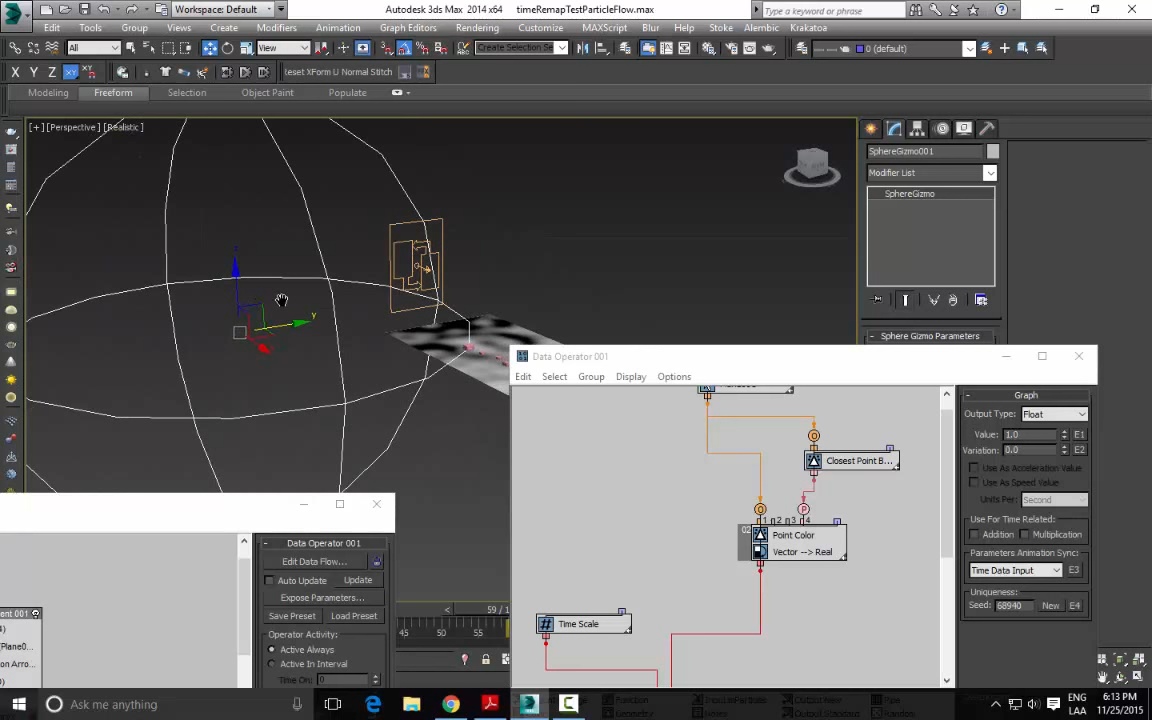 Workspace: Default
Autodesk 3ds Max 2014 x64
timeRemapTestParticleFlow.max
Type a keyword or phrase
Edit
Tools
Group
Views
Create
Modifiers
Animation
Graph Editors
Rendering
Customize
MAXScript
Blur
Help
Stoke
Alembic
Krakatoa
All
View
Create Selection Se
0 (default)
X
Y
Z
XY
Reset XForm
U
Normal
Stitch
Modeling
Freeform
Selection
Object Paint
Populate
[+] [Perspective] [Realistic]
SphereGizmo001
Modifier List
SphereGizmo
Sphere Gizmo Parameters
y
Data Operator 001
Edit
Select
Group
Display
Options
Graph
Output Type:
Float
Value:
1.0
E1
Variation:
0.0
E2
Use As Acceleration Value
Use As Speed Value
Units Per:
Second
Use For Time Related:
Addition
Multiplication
Parameters Animation Sync:
Time Data Input
E3
Uniqueness:
Seed:
68940
New
E4
Closest Point B...
1
2
3
4
Point Color
Vector --> Real
Time Scale
Data Operator 001
Edit Data Flow...
Auto Update
Update
Expose Parameters...
Load Preset
Save Preset
Operator Activity:
Active Always
Active In Interval
Time On:
0
59 / 1
45
50
55
Ask me anything
ENG
LAA
6:13 PM
11/25/2015